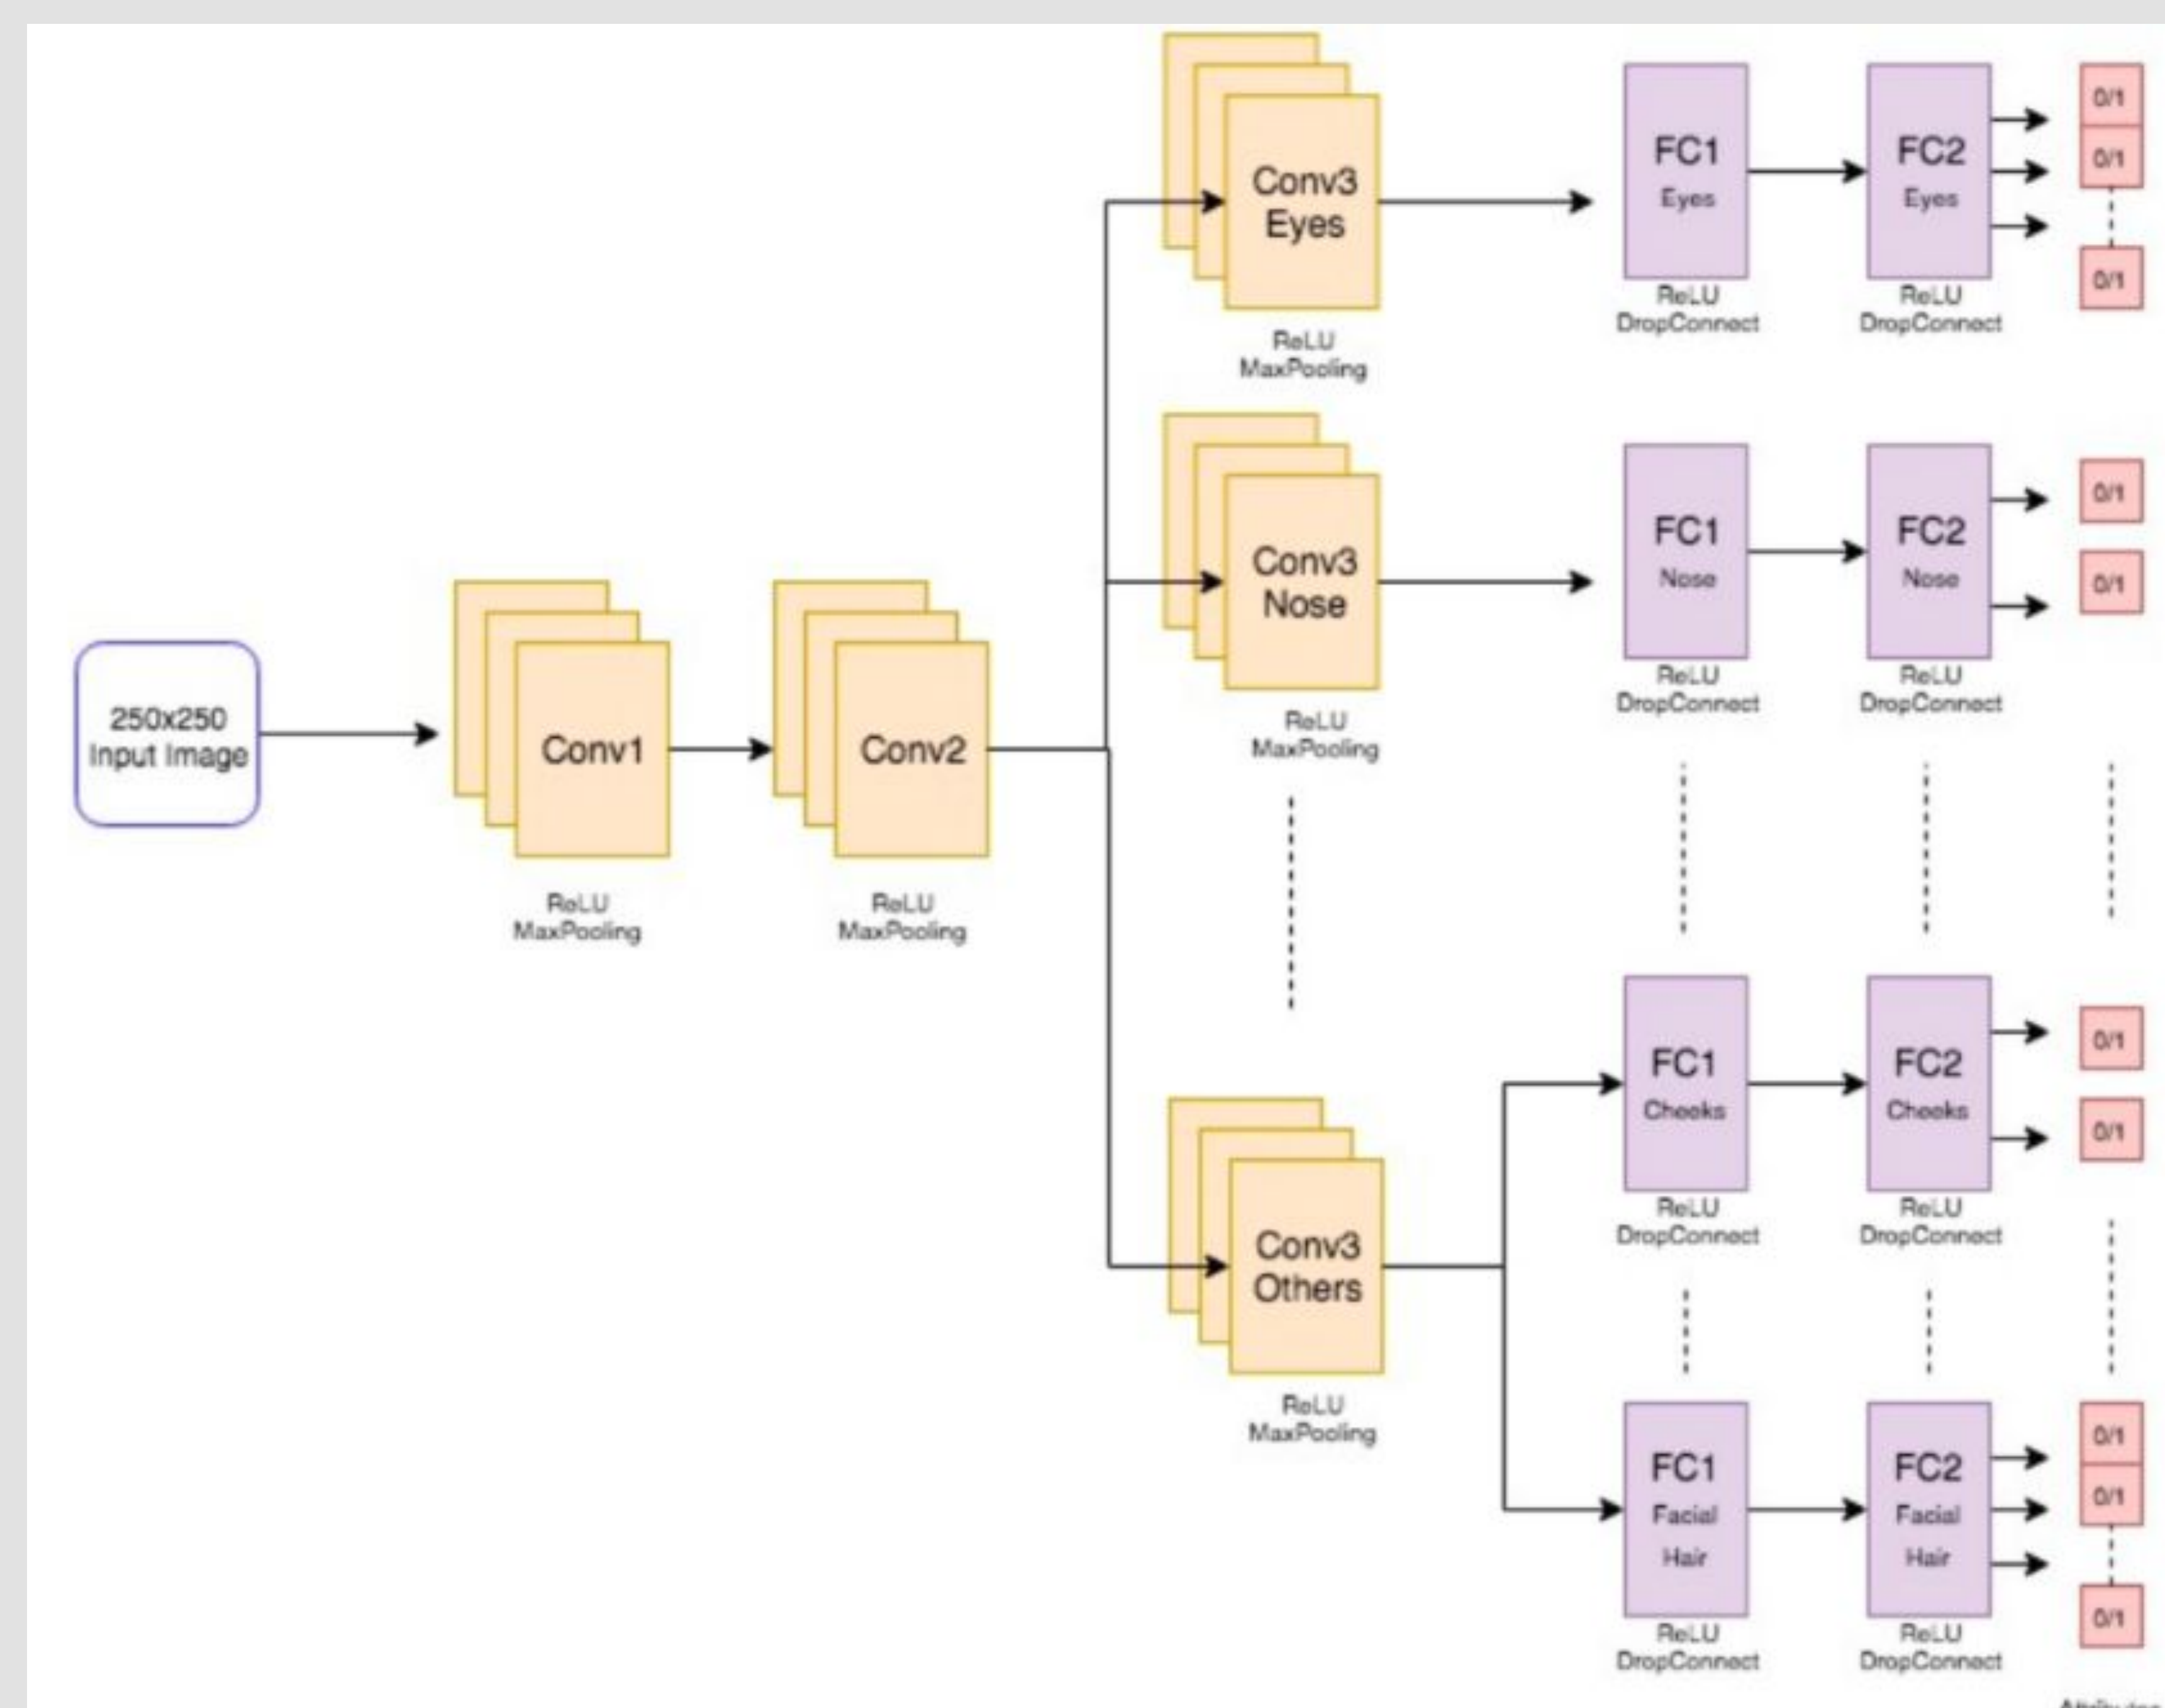 250x250
Input Image
Conv1
ReLU
MaxPooling
Conv2
ReLU
MaxPooling
Conv3
Eyes
ReLU
MaxPooling
FC1
Eyes
ReLU
DropConnect
FC2
Eyes
ReLU
DropConnect
0/1
0/1
0/1
Conv3
Nose
ReLU
MaxPooling
FC1
Nose
ReLU
DropConnect
FC2
Nose
ReLU
DropConnect
0/1
0/1
Conv3
Others
ReLU
MaxPooling
FC1
Cheeks
ReLU
DropConnect
FC2
Cheeks
ReLU
DropConnect
0/1
0/1
FC1
Facial
Hair
ReLU
DropConnect
FC2
Facial
Hair
ReLU
DropConnect
0/1
0/1
0/1